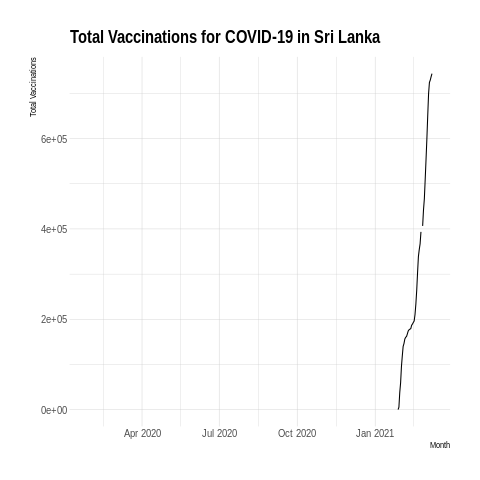 Total Vaccinations for COVID-19 in Sri Lanka
Total Vaccinations
6e+05
4e+05
2e+05
0e+00
Apr 2020 Jul 2020 Oct 2020 Jan 2021
Month